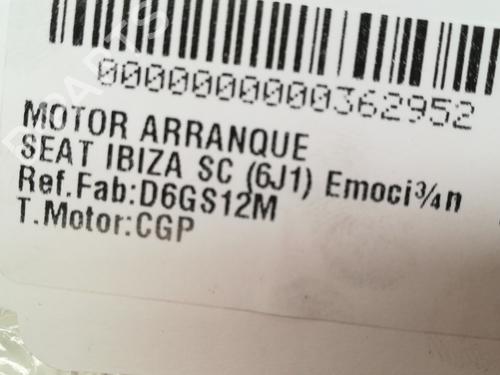 0000000000362952
MOTOR ARRANQUE
SEAT IBIZA SC (6J1) Emoci¾n
Ref.Fab:D6GS12M
T.Motor:CGP